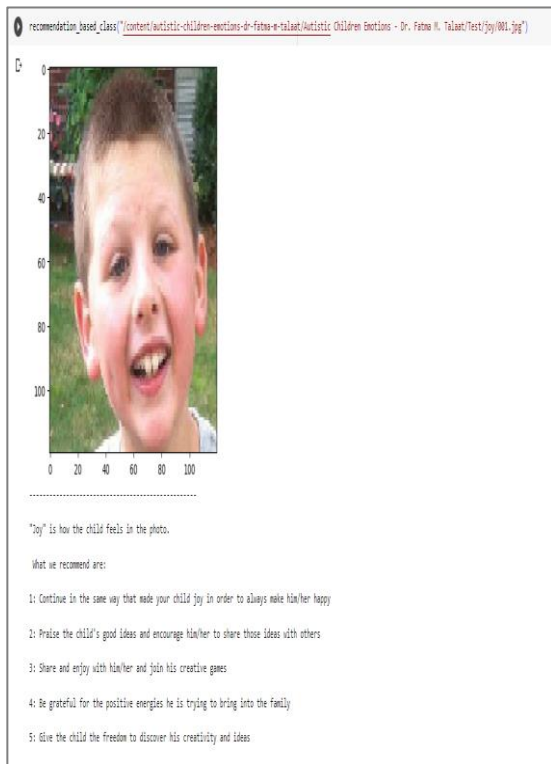 recommendation_based_class("/content/autistic-children-emotions-dr-fatma-m-talaat/Autistic Children Emotions - Dr. Fatma M. Talaat/Test/joy/001.jpg")
0
20
40
60
80
100
0 20 40 60 80 100
--------------------------------------------------
"Joy" is how the child feels in the photo.
What we recommend are:
1: Continue in the same way that made your child joy in order to always make him/her happy
2: Praise the child's good ideas and encourage him/her to share those ideas with others
3: Share and enjoy with him/her and join his creative games
4: Be grateful for the positive energies he is trying to bring into the family
5: Give the child the freedom to discover his creativity and ideas